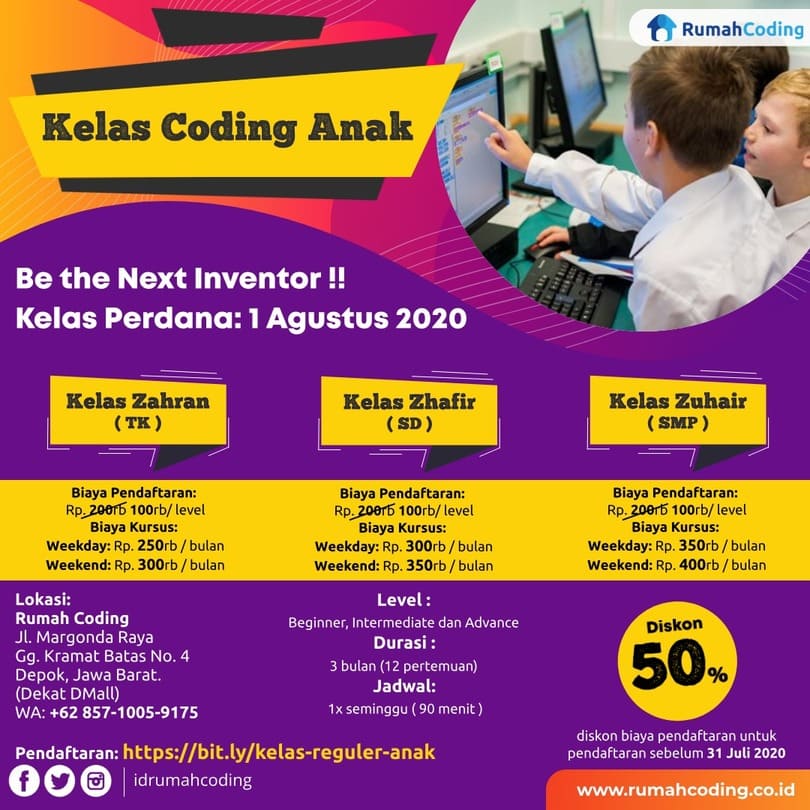 RumahCoding
Kelas Coding Anak
Be the Next Inventor !!
Kelas Perdana: 1 Agustus 2020
Kelas Zahran
( TK )
Biaya Pendaftaran:
Rp. 200rb 100rb/ level
Biaya Kursus:
Weekday: Rp. 250rb / bulan
Weekend: Rp. 300rb / bulan
Kelas Zhafir
( SD )
Biaya Pendaftaran:
Rp. 200rb 100rb/ level
Biaya Kursus:
Weekday: Rp. 300rb / bulan
Weekend: Rp. 350rb / bulan
Kelas Zuhair
( SMP )
Biaya Pendaftaran:
Rp. 200rb 100rb/ level
Biaya Kursus:
Weekday: Rp. 350rb / bulan
Weekend: Rp. 400rb / bulan
Lokasi:
Rumah Coding
Jl. Margonda Raya
Gg. Kramat Batas No. 4
Depok, Jawa Barat.
(Dekat DMall)
WA: +62 857-1005-9175
Level :
Beginner, Intermediate dan Advance
Durasi :
3 bulan (12 pertemuan)
Jadwal:
1x seminggu ( 90 menit )
Diskon
50%
diskon biaya pendaftaran untuk
pendaftaran sebelum 31 Juli 2020
Pendaftaran: https://bit.ly/kelas-reguler-anak
idrumahcoding
www.rumahcoding.co.id